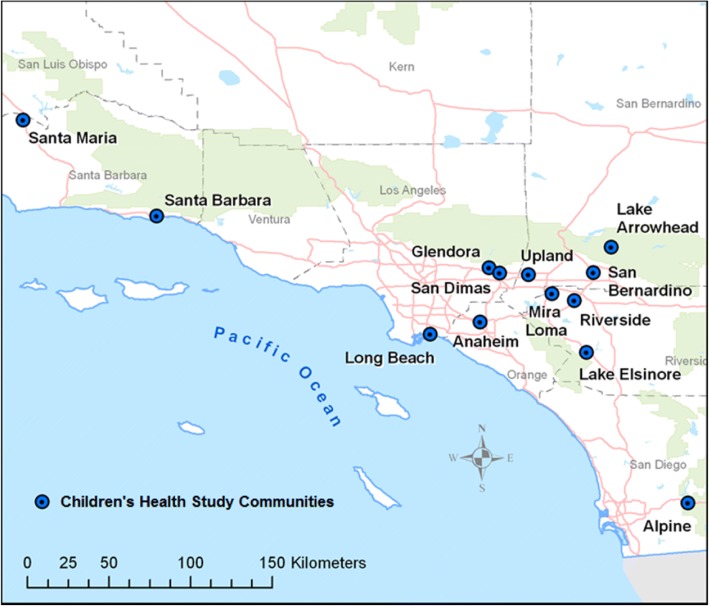 San Luis Obispo
Kern
San Bernardino
Santa Maria
Santa Barbara
Los Angeles
Santa Barbara
Ventura
Lake
Arrowhead
Glendora
Upland
San Dimas
San
Bernardino
Mira
Loma
Riverside
Anaheim
Long Beach
Pacific Ocean
Orange
Lake Elsinore
Riversid
N
W
E
S
San Diego
Children's Health Study Communities
Alpine
0 25 50 100 150 Kilometers